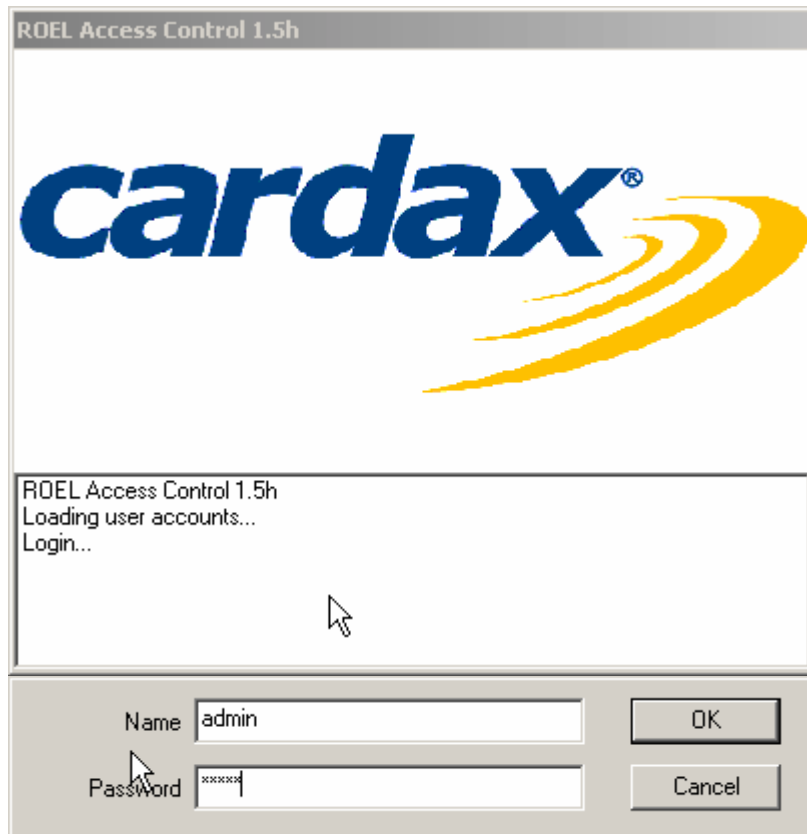 ROEL Access Control 1.5h
cardax®
ROEL Access Control 1.5h
Loading user accounts...
Login...
Name admin OK
Password xxxxx Cancel